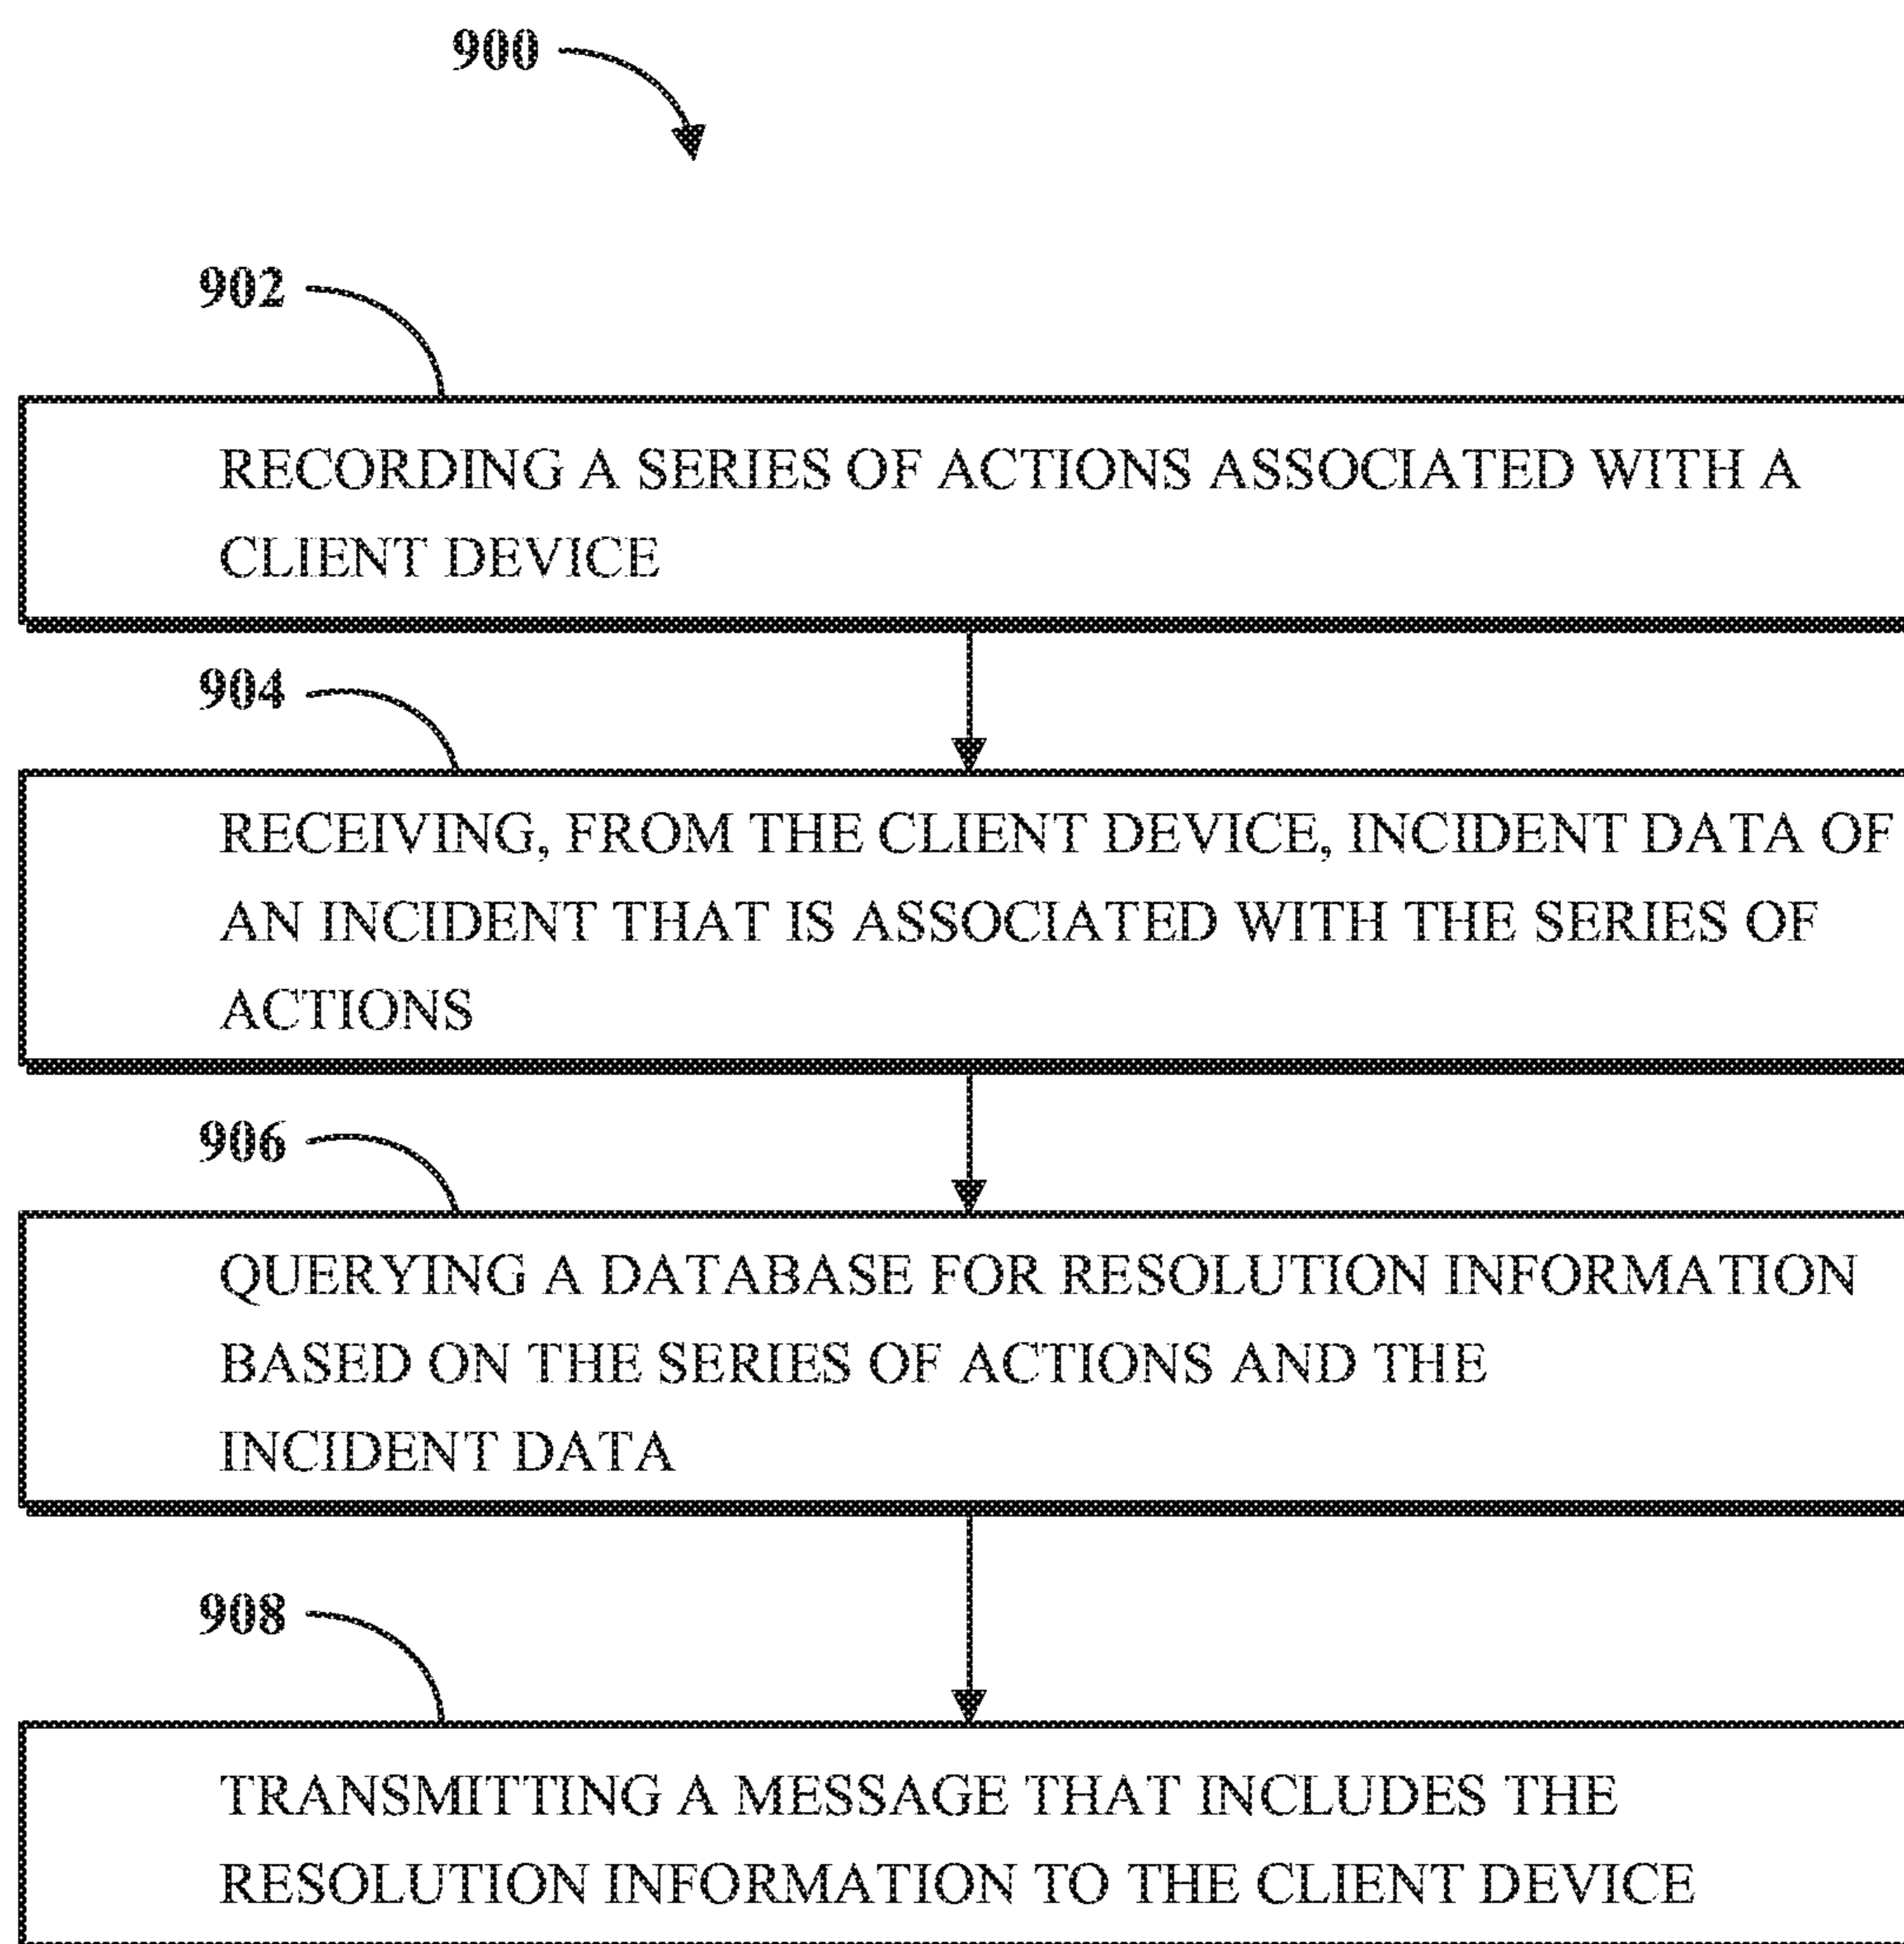 900
902
RECORDING A SERIES OF ACTIONS ASSOCIATED WITH A
CLIENT DEVICE
904
RECEIVING, FROM THE CLIENT DEVICE, INCIDENT DATA OF
AN INCIDENT THAT IS ASSOCIATED WITH THE SERIES OF
ACTIONS
906
QUERYING A DATABASE FOR RESOLUTION INFORMATION
BASED ON THE SERIES OF ACTIONS AND THE
INCIDENT DATA
908
TRANSMITTING A MESSAGE THAT INCLUDES THE
RESOLUTION INFORMATION TO THE CLIENT DEVICE